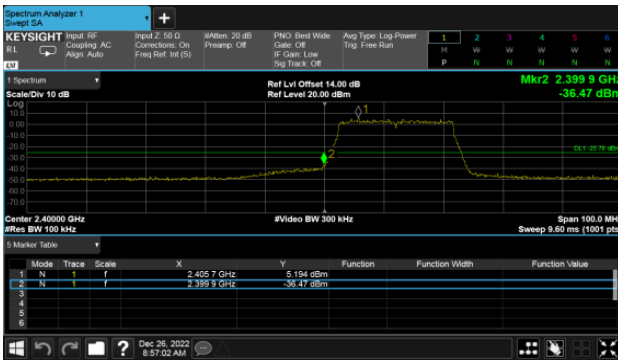 Spectrum Analyzer 1
Swept SA
KEYSIGHT Input: RF Input Z: 50 Ω #Atten: 20 dB PNO: Best Wide Avg Type: Log-Power 1 2 3 4 5 6
RL Coupling: AC Corrections: On Preamp: Off Gate: Off Trig: Free Run M W W W W W
Align: Auto Freq Ref: Int (S) IF Gain: Low
Sig Track: Off P N N N N N
LXI
1 Spectrum Ref Lvl Offset 14.00 dB Mkr2 2.399 9 GHz
Scale/Div 10 dB Ref Level 20.00 dBm -36.47 dBm
Log
10.0
0.00
-10.0
-20.0
-30.0
-40.0
-50.0
-60.0
-70.0
1
2
Center 2.40000 GHz #Video BW 300 kHz Span 100.0 MH
#Res BW 100 kHz Sweep 9.60 ms (1001 pts
5 Marker Table
Mode Trace Scale X Y Function Function Width Function Value
1 N 1 f 2.405 7 GHz 5.194 dBm
2 N 1 f 2.399 9 GHz -36.47 dBm
3
4
5
6
? Dec 26, 2022
8:57:02 AM